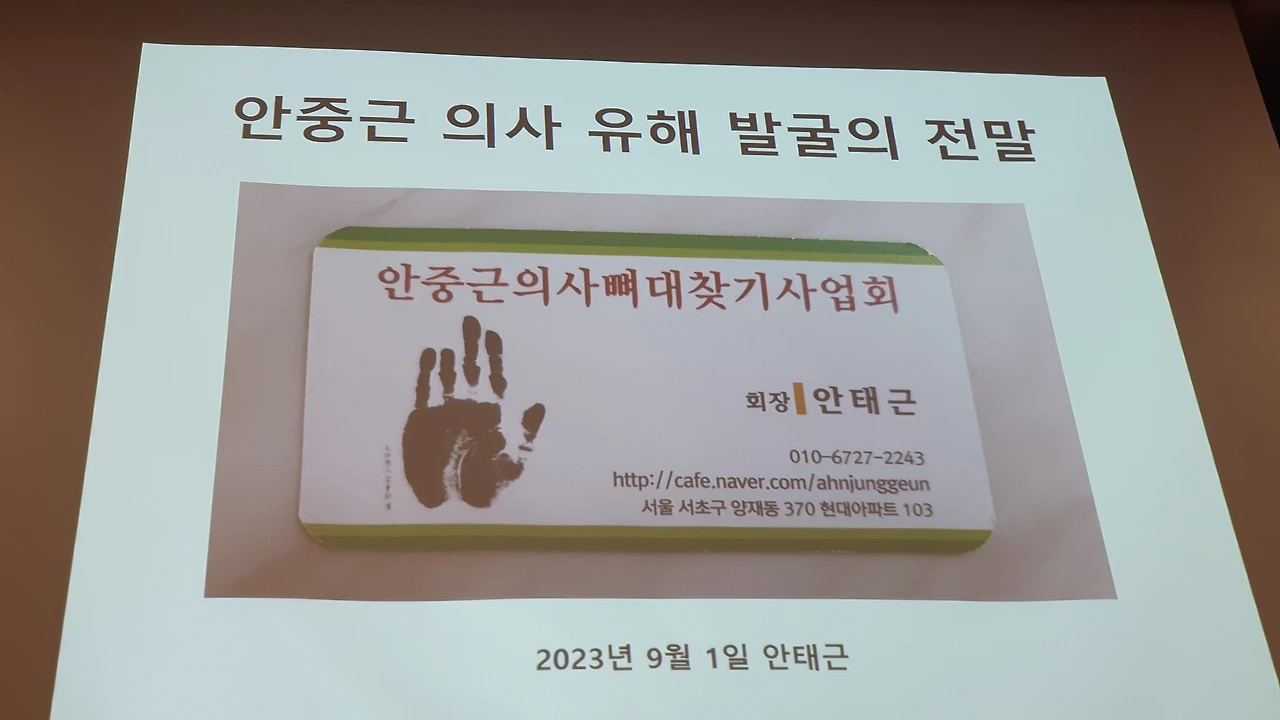 안중근 의사 유해 발굴의 전말
안중근의사뼈대찾기사업회
회장 안태근
010-6727-2243
http://cafe.naver.com/ahnjunggeun
서울 서초구 양재동 370 현대아파트 103
2023년 9월 1일 안태근